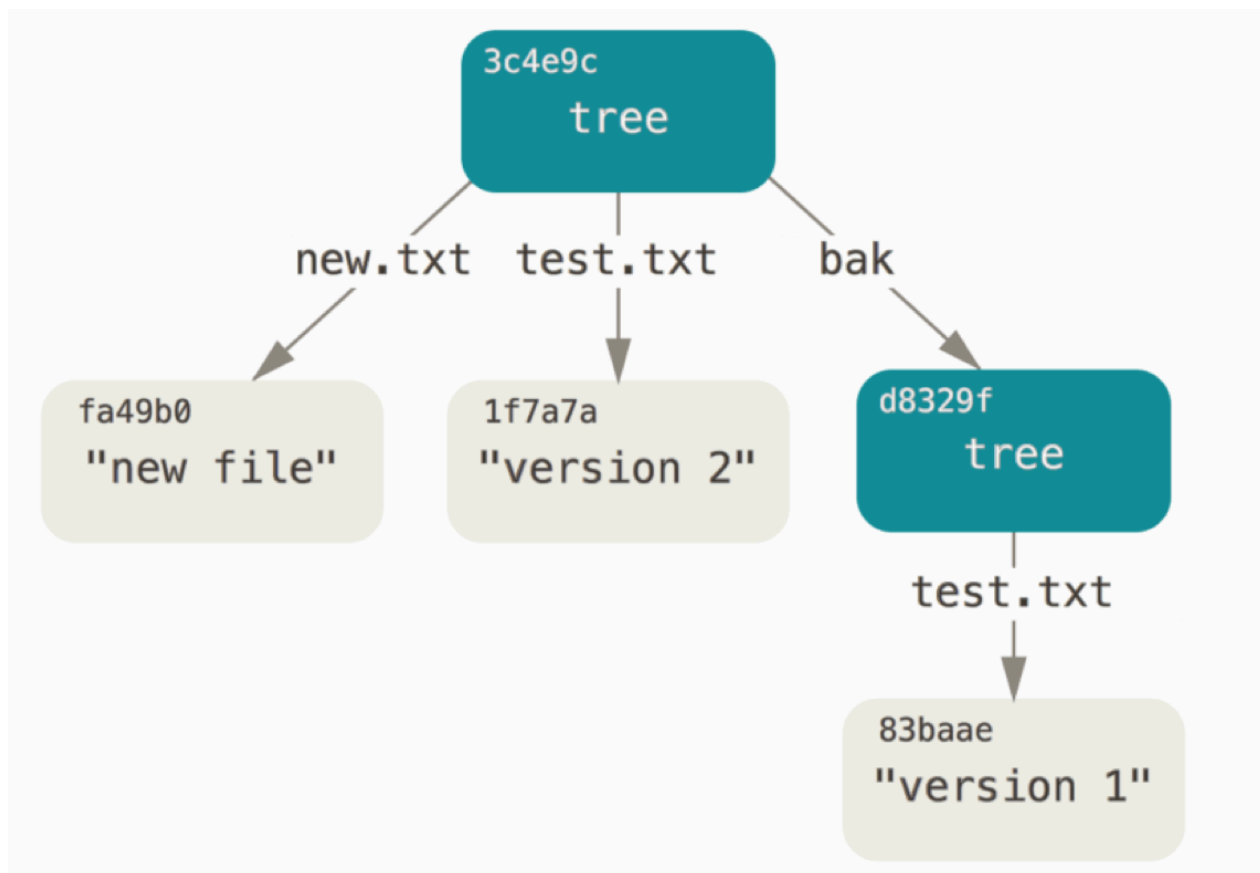 3c4e9c
tree
new.txt
test.txt
bak
fa49b0
"new file"
1f7a7a
"version 2"
d8329f
tree
test.txt
83baae
"version 1"